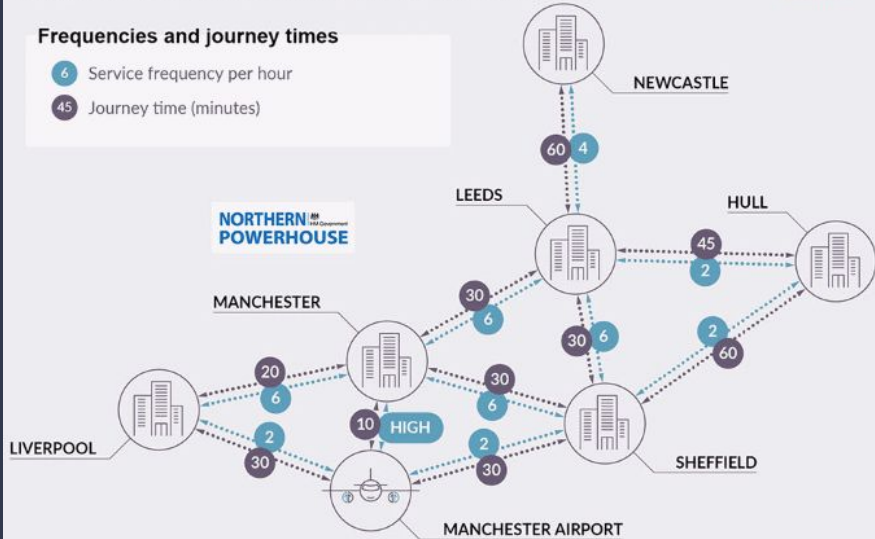 Frequencies and journey times
6 Service frequency per hour
45 Journey time (minutes)
NEWCASTLE
60 4
LEEDS
HULL
NORTHERN HM Government
POWERHOUSE
45
2
MANCHESTER
30
6
30 6
2
60
20
6
30
6
10 HIGH
2
30
2
30
LIVERPOOL
SHEFFIELD
MANCHESTER AIRPORT